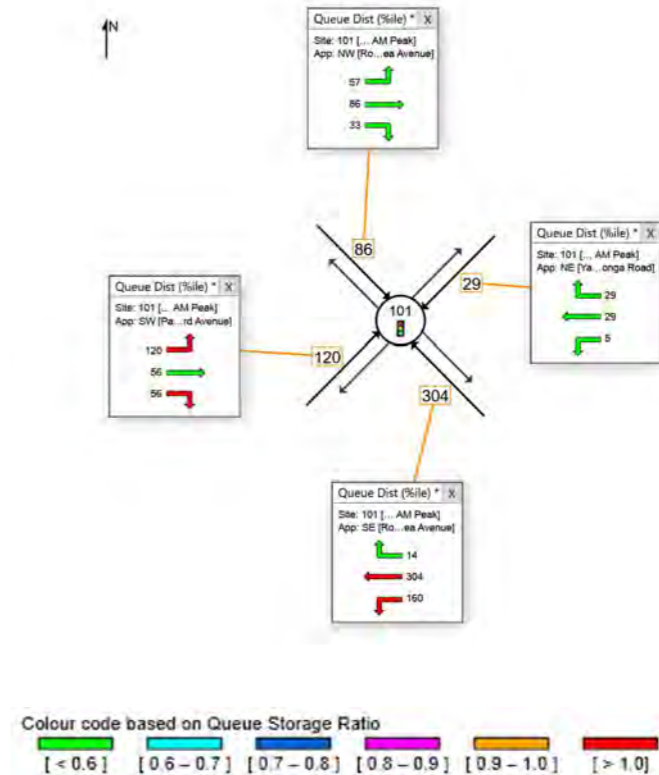 N
Queue Dist (%ile) * X
Site: 101 [... AM Peak]
App: NW [Ro...ea Avenue]
57
86
33
86
Queue Dist (%ile) * X
Site: 101 [... AM Peak]
App: NE [Ya...onga Road]
29
29
5
29
101
Queue Dist (%ile) * X
Site: 101 [... AM Peak]
App: SW [Pa...rd Avenue]
120
56
56
120
304
Queue Dist (%ile) * X
Site: 101 [... AM Peak]
App: SE [Ro...ea Avenue]
14
304
160
Colour code based on Queue Storage Ratio
[ < 0.6 ] [ 0.6 – 0.7 ] [ 0.7 – 0.8 ] [ 0.8 – 0.9 ] [ 0.9 – 1.0 ] [ > 1.0 ]